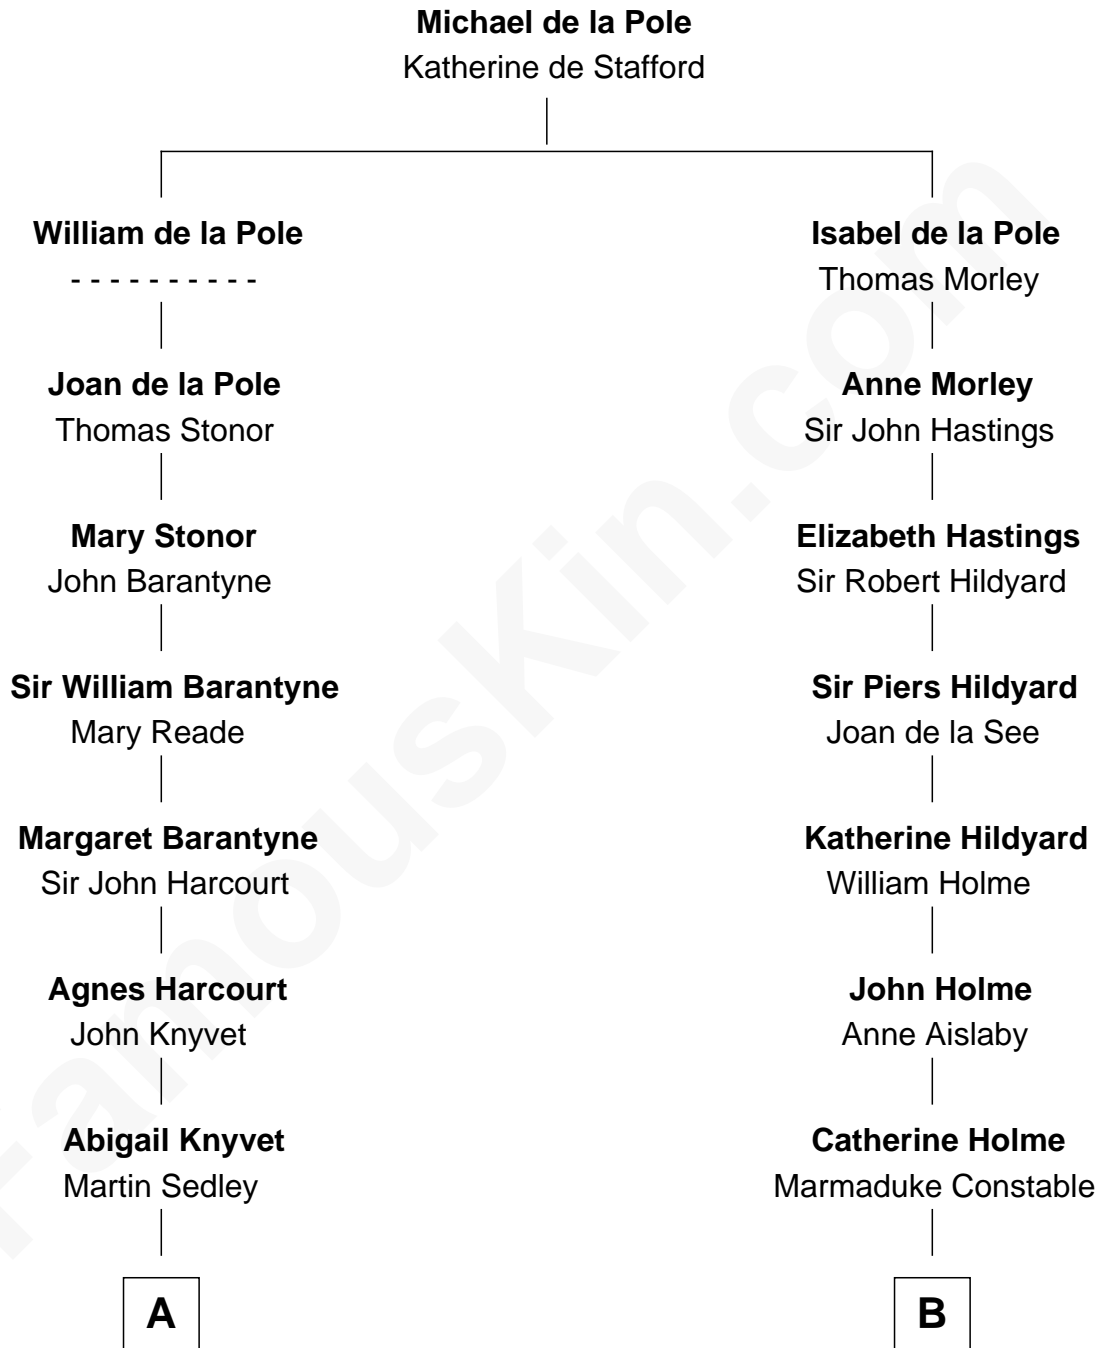 Michael de la Pole
Katherine de Stafford
William de la Pole
- - - - - - - - - -
Joan de la Pole
Thomas Stonor
Mary Stonor
John Barantyne
Sir William Barantyne
Mary Reade
Margaret Barantyne
Sir John Harcourt
Agnes Harcourt
John Knyvet
Abigail Knyvet
Martin Sedley
A
Isabel de la Pole
Thomas Morley
Anne Morley
Sir John Hastings
Elizabeth Hastings
Sir Robert Hildyard
Sir Piers Hildyard
Joan de la See
Katherine Hildyard
William Holme
John Holme
Anne Aislaby
Catherine Holme
Marmaduke Constable
B
FamousKin.com